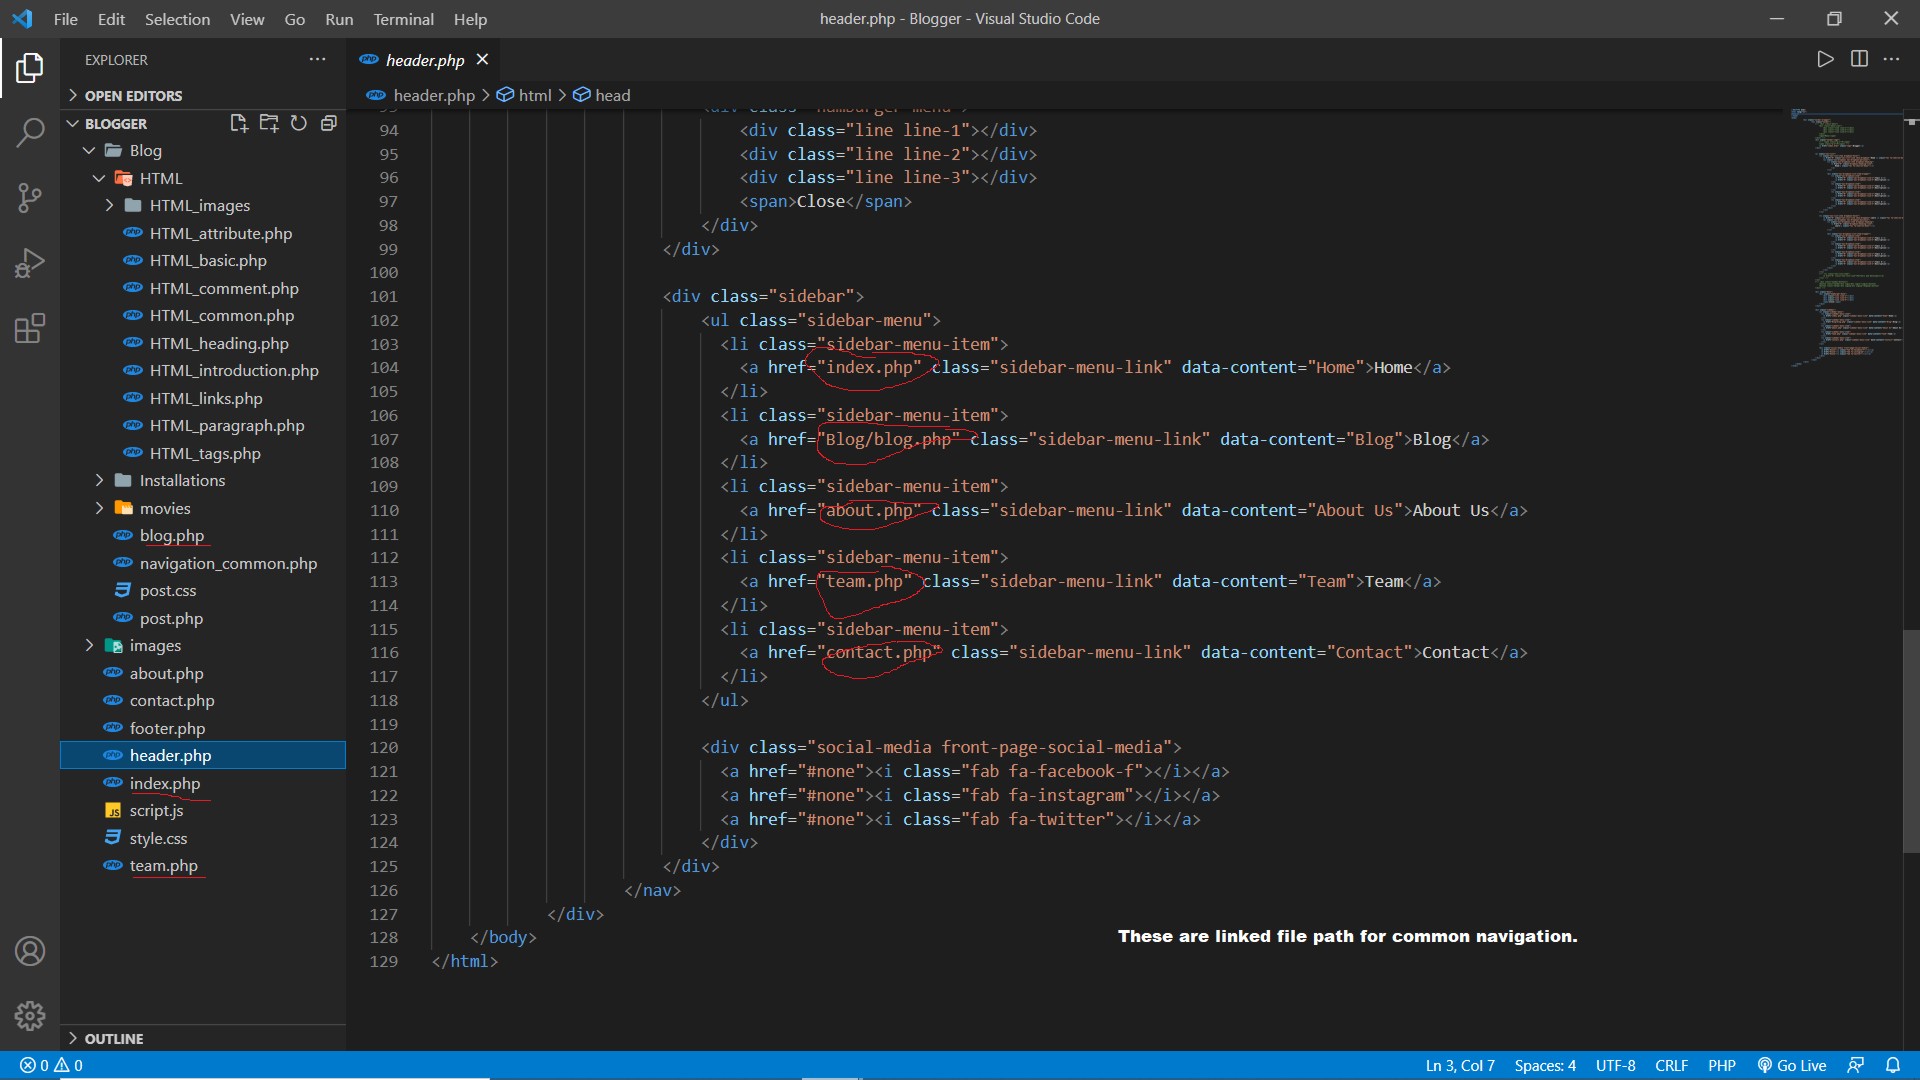 File Edit Selection View Go Run Terminal Help
header.php - Blogger - Visual Studio Code
EXPLORER
OPEN EDITORS
BLOGGER
Blog
HTML
HTML_images
HTML_attribute.php
HTML_basic.php
HTML_comment.php
HTML_common.php
HTML_heading.php
HTML_introduction.php
HTML_links.php
HTML_paragraph.php
HTML_tags.php
Installations
movies
blog.php
navigation_common.php
post.css
post.php
images
about.php
contact.php
footer.php
header.php
index.php
script.js
style.css
team.php
OUTLINE
header.php
header.php > html > head
94 <div class="line line-1"></div>
95 <div class="line line-2"></div>
96 <div class="line line-3"></div>
97 <span>Close</span>
98 </div>
99 </div>
100
101 <div class="sidebar">
102 <ul class="sidebar-menu">
103 <li class="sidebar-menu-item">
104 <a href="index.php" class="sidebar-menu-link" data-content="Home">Home</a>
105 </li>
106 <li class="sidebar-menu-item">
107 <a href="Blog/blog.php" class="sidebar-menu-link" data-content="Blog">Blog</a>
108 </li>
109 <li class="sidebar-menu-item">
110 <a href="about.php" class="sidebar-menu-link" data-content="About Us">About Us</a>
111 </li>
112 <li class="sidebar-menu-item">
113 <a href="team.php" class="sidebar-menu-link" data-content="Team">Team</a>
114 </li>
115 <li class="sidebar-menu-item">
116 <a href="contact.php" class="sidebar-menu-link" data-content="Contact">Contact</a>
117 </li>
118 </ul>
119
120 <div class="social-media front-page-social-media">
121 <a href="#none"><i class="fab fa-facebook-f"></i></a>
122 <a href="#none"><i class="fab fa-instagram"></i></a>
123 <a href="#none"><i class="fab fa-twitter"></i></a>
124 </div>
125 </div>
126 </nav>
127 </div>
128 </body>
129 </html>
These are linked file path for common navigation.
0 0
Ln 3, Col 7 Spaces: 4 UTF-8 CRLF PHP Go Live